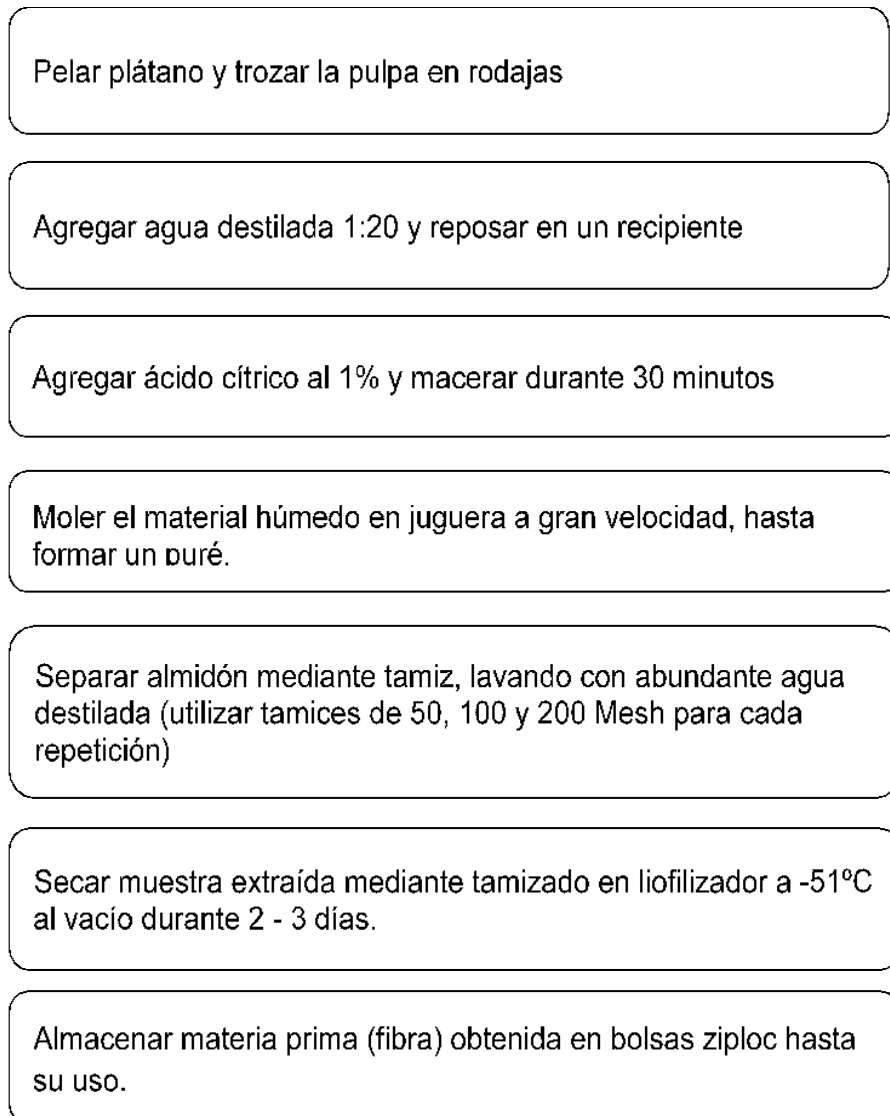 Pelar plátano y trozar la pulpa en rodajas
Agregar agua destilada 1:20 y reposar en un recipiente
Agregar ácido cítrico al 1% y macerar durante 30 minutos
Moler el material húmedo en juguera a gran velocidad, hasta
formar un puré.
Separar almidón mediante tamiz, lavando con abundante agua
destilada (utilizar tamices de 50, 100 y 200 Mesh para cada
repetición)
Secar muestra extraída mediante tamizado en liofilizador a -51ºC
al vacío durante 2 - 3 días.
Almacenar materia prima (fibra) obtenida en bolsas ziploc hasta
su uso.